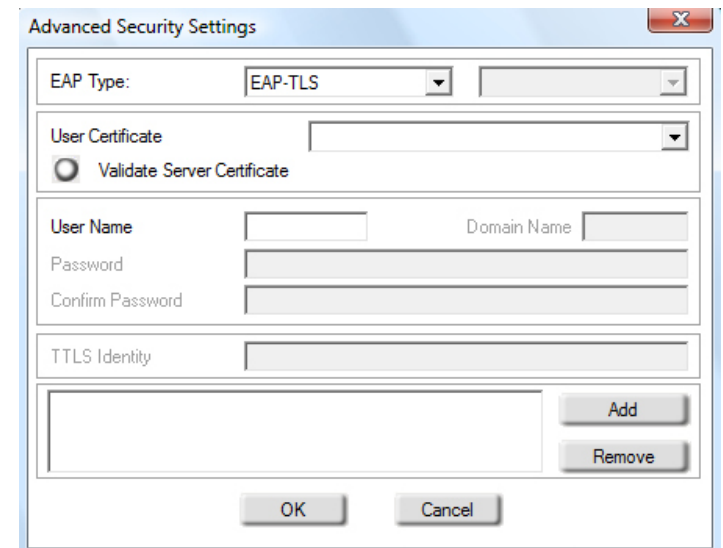 Advanced Security Settings
EAP Type: EAP-TLS
User Certificate
Validate Server Certificate
User Name Domain Name
Password
Confirm Password
TTLS Identity
Add
Remove
OK Cancel